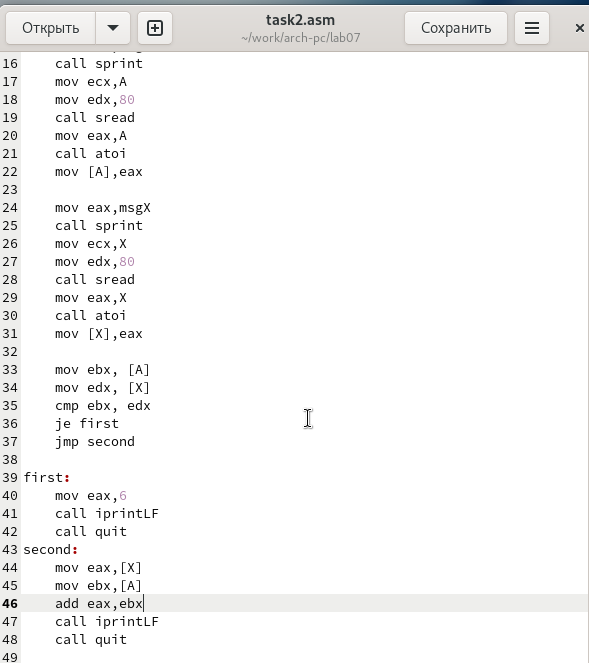 Открыть
task2.asm
~/work/arch-pc/lab07
Сохранить
16 call sprint
17 mov ecx,A
18 mov edx,80
19 call sread
20 mov eax,A
21 call atoi
22 mov [A],eax
23
24 mov eax,msgX
25 call sprint
26 mov ecx,X
27 mov edx,80
28 call sread
29 mov eax,X
30 call atoi
31 mov [X],eax
32
33 mov ebx, [A]
34 mov edx, [X]
35 cmp ebx, edx
36 je first
37 jmp second
38
39 first:
40 mov eax,6
41 call iprintLF
42 call quit
43 second:
44 mov eax,[X]
45 mov ebx,[A]
46 add eax,ebx
47 call iprintLF
48 call quit
49